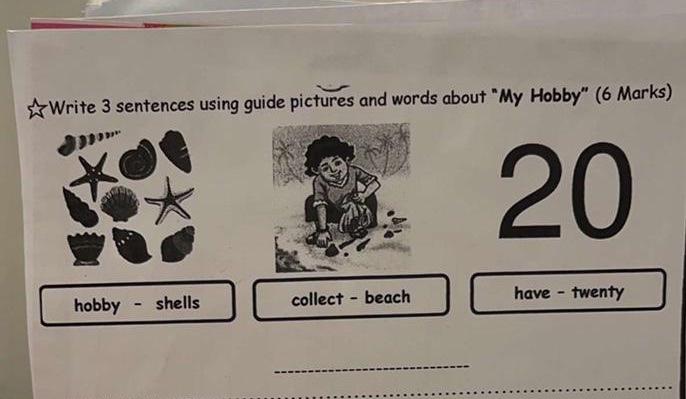 ☆Write 3 sentences using guide pictures and words about "My Hobby" (6 Marks)
20
hobby - shells
collect - beach
have - twenty